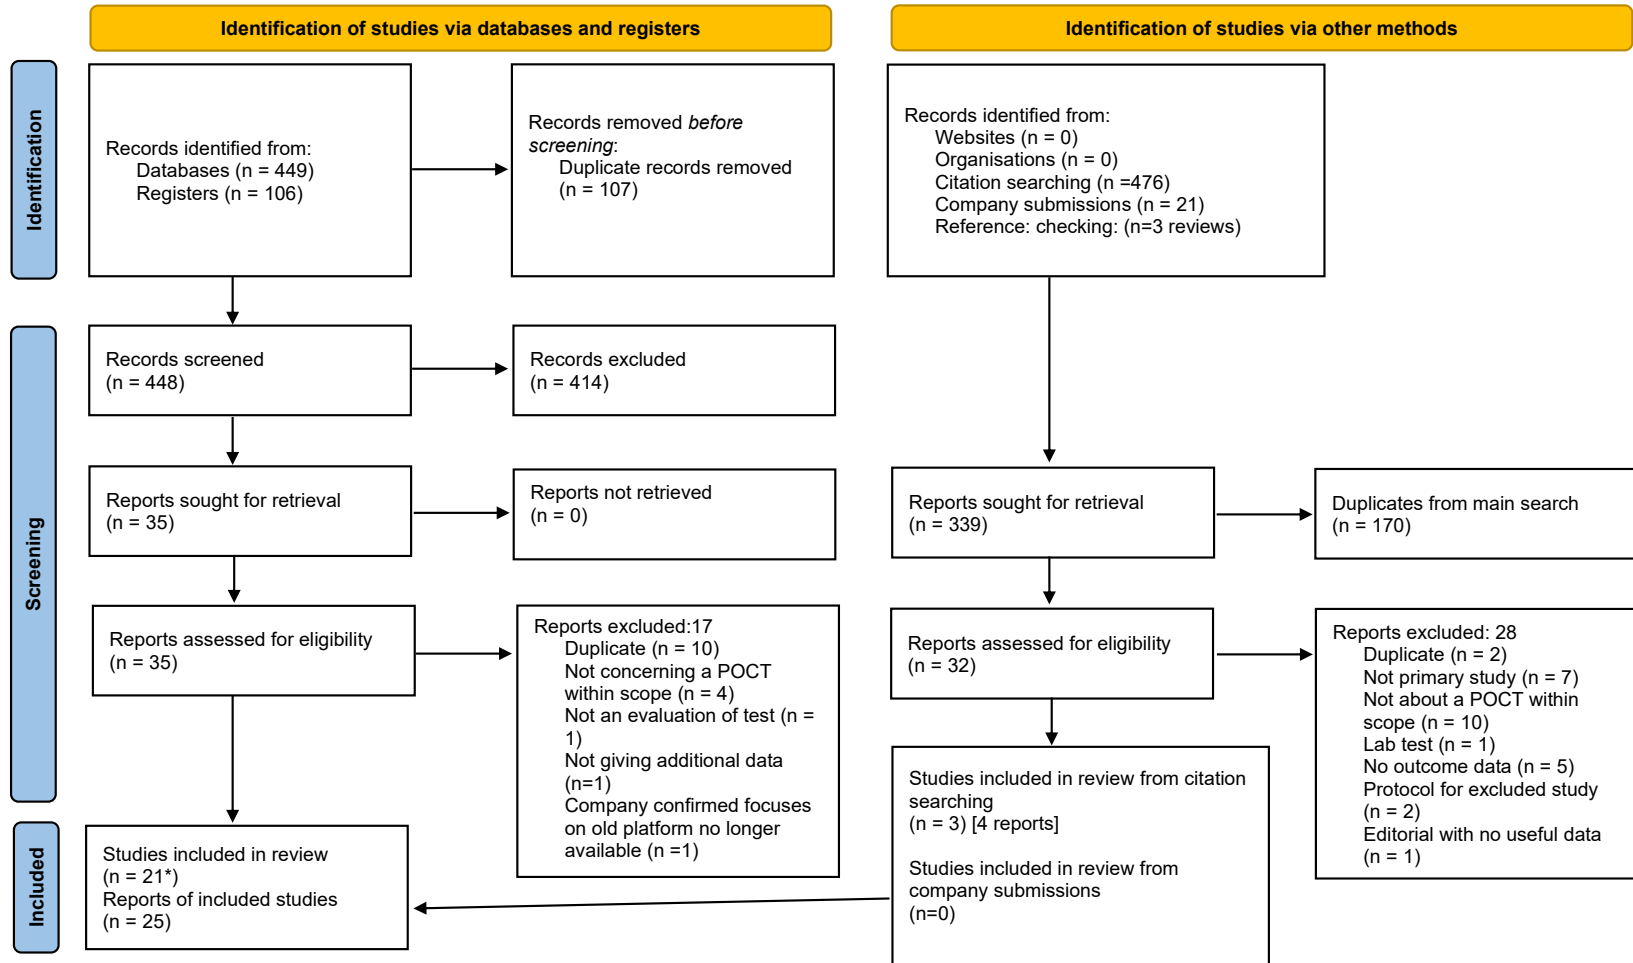 Identification of studies via databases and registers
Identification of studies via other methods
Identification
Records identified from:
Databases (n = 449)
Registers (n = 106)
Records removed before
screening:
Duplicate records removed
(n = 107)
Records identified from:
Websites (n = 0)
Organisations (n = 0)
Citation searching (n =476)
Company submissions (n = 21)
Reference: checking: (n=3 reviews)
Screening
Records screened
(n = 448)
Records excluded
(n = 414)
Reports sought for retrieval
(n = 35)
Reports not retrieved
(n = 0)
Reports sought for retrieval
(n = 339)
Duplicates from main search
(n = 170)
Reports assessed for eligibility
(n = 35)
Reports excluded:17
Duplicate (n = 10)
Not concerning a POCT
within scope (n = 4)
Not an evaluation of test (n =
1)
Not giving additional data
(n=1)
Company confirmed focuses
on old platform no longer
available (n =1)
Reports assessed for eligibility
(n = 32)
Reports excluded: 28
Duplicate (n = 2)
Not primary study (n = 7)
Not about a POCT within
scope (n = 10)
Lab test (n = 1)
No outcome data (n = 5)
Protocol for excluded study
(n = 2)
Editorial with no useful data
(n = 1)
Included
Studies included in review
(n = 21*)
Reports of included studies
(n = 25)
Studies included in review from citation
searching
(n = 3) [4 reports]
Studies included in review from
company submissions
(n=0)